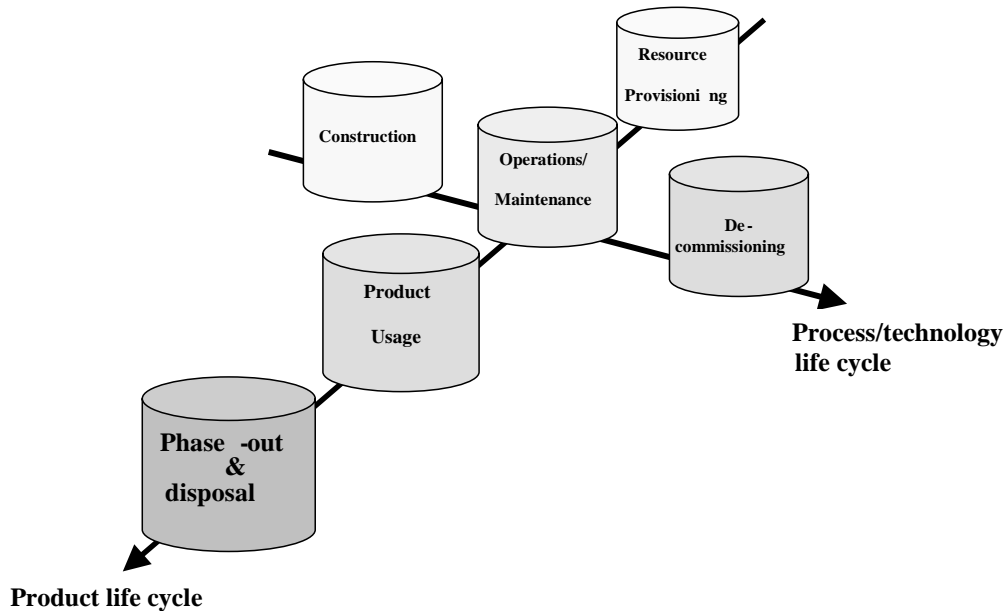 Resource
Provisioni ng
Construction
Operations/
Maintenance
De -
commissioning
Product
Usage
Process/technology
life cycle
Phase -out
&
disposal
Product life cycle